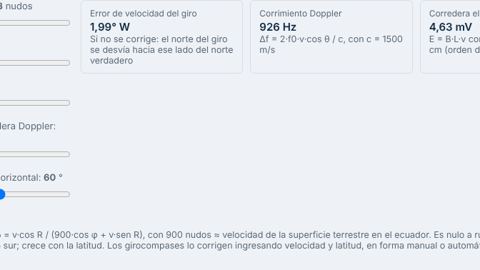 nudos
Error de velocidad del giro
1,99° W
Si no se corrige: el norte del giro
se desvía hacia ese lado del norte
verdadero
Corrimiento Doppler
926 Hz
Δf = 2·f0·v·cos θ / c, con c = 1500
m/s
Corredera el
4,63 mV
E = B·L·v con
cm (orden d
Doppler:
60 °
= v·cos R / (900·cos φ + v·sen R), con 900 nudos ≈ velocidad de la superficie terrestre en el ecuador. Es nulo a
sur; crece con la latitud. Los girocompases lo corrigen ingresando velocidad y latitud, en forma manual o